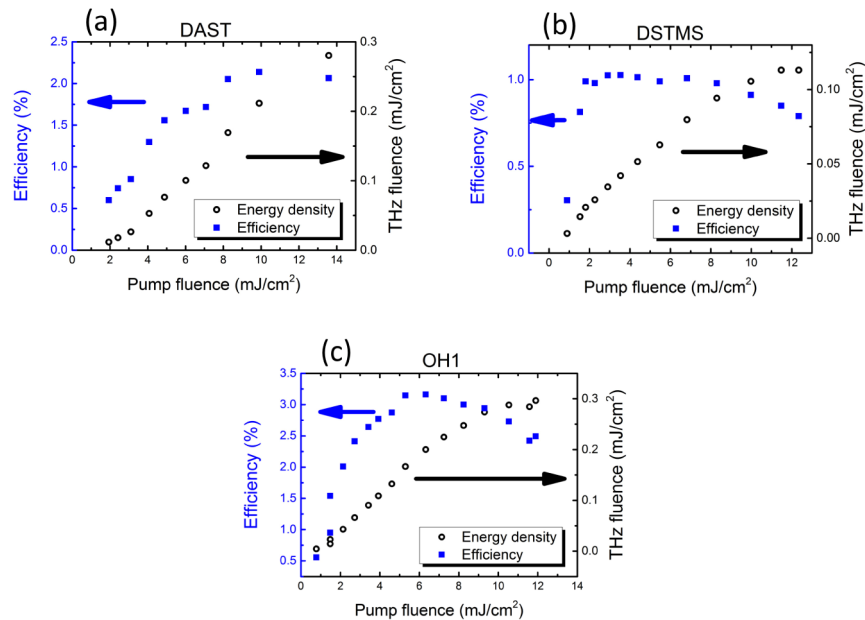 (a)
DAST
Efficiency (%)
2.5
2.0
1.5
1.0
0.5
0.0
0 2 4 6 8 10 12 14
Pump fluence (mJ/cm²)
0.3
0.2
0.1
0.0
THz fluence (mJ/cm²)
Energy density
Efficiency
(b)
DSTMS
Efficiency (%)
1.0
0.5
0.0
0 2 4 6 8 10 12
Pump fluence (mJ/cm²)
0.10
0.05
0.00
THz fluence (mJ/cm²)
Energy density
Efficiency
(c)
OH1
Efficiency (%)
3.5
3.0
2.5
2.0
1.5
1.0
0.5
0 2 4 6 8 10 12 14
Pump fluence (mJ/cm²)
0.3
0.2
0.1
0.0
THz fluence (mJ/cm²)
Energy density
Efficiency